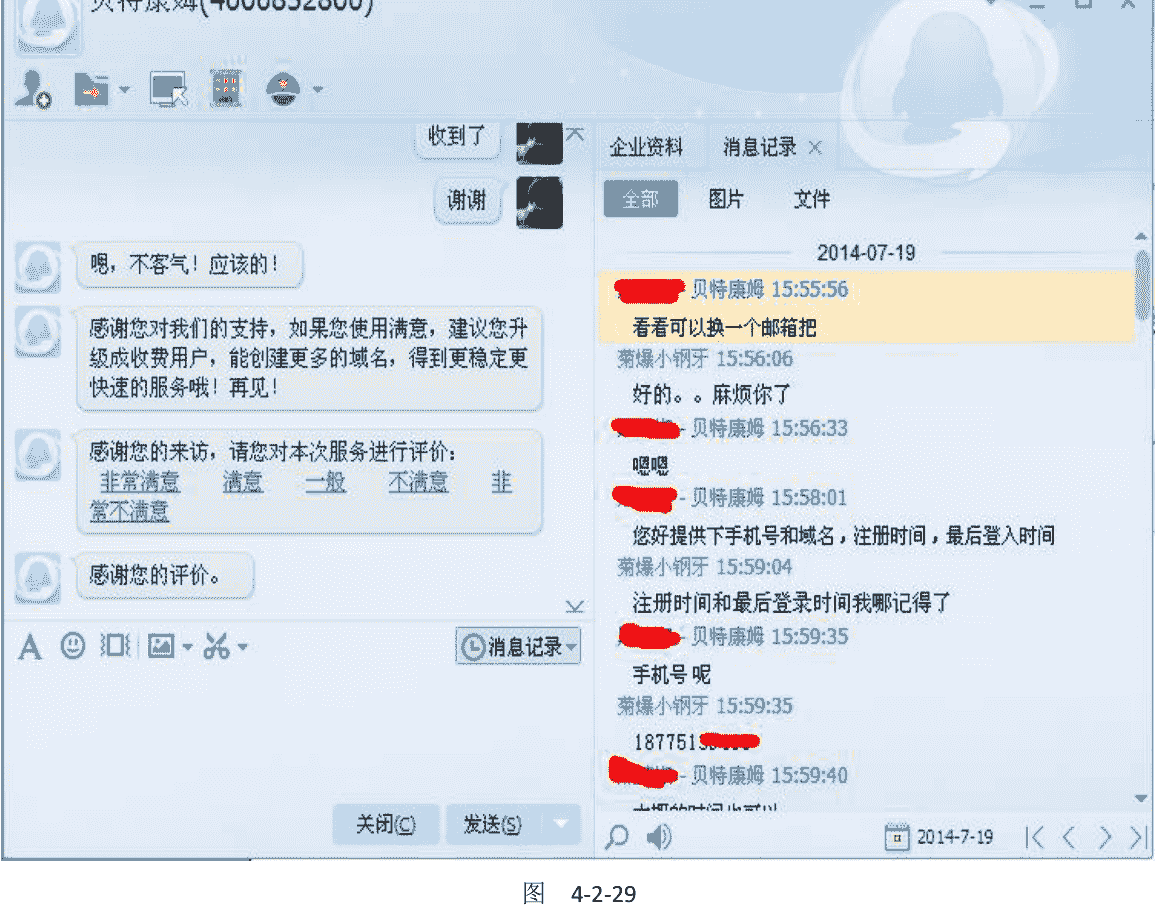 贝特康姆(4000852800)
收到了
谢谢
嗯，不客气！应该的！
感谢您对我们的支持，如果您使用满意，建议您升
级成收费用户，能创建更多的域名，得到更稳定更
快速的服务哦！再见！
感谢您的来访，请您对本次服务进行评价：
非常满意 满意 一般 不满意 非
常不满意
感谢您的评价。
A
消息记录
关闭(C) 发送(S)
企业资料 消息记录
全部 图片 文件
2014-07-19
- 贝特康姆 15:55:56
看看可以换一个邮箱把
菊爆小钢牙 15:56:06
好的。。麻烦你了
- 贝特康姆 15:56:33
嗯嗯
- 贝特康姆 15:58:01
您好提供下手机号和域名，注册时间，最后登入时间
菊爆小钢牙 15:59:04
注册时间和最后登录时间我哪记得了
- 贝特康姆 15:59:35
手机号 呢
菊爆小钢牙 15:59:35
1877513
- 贝特康姆 15:59:40
2014-7-19
图 4-2-29